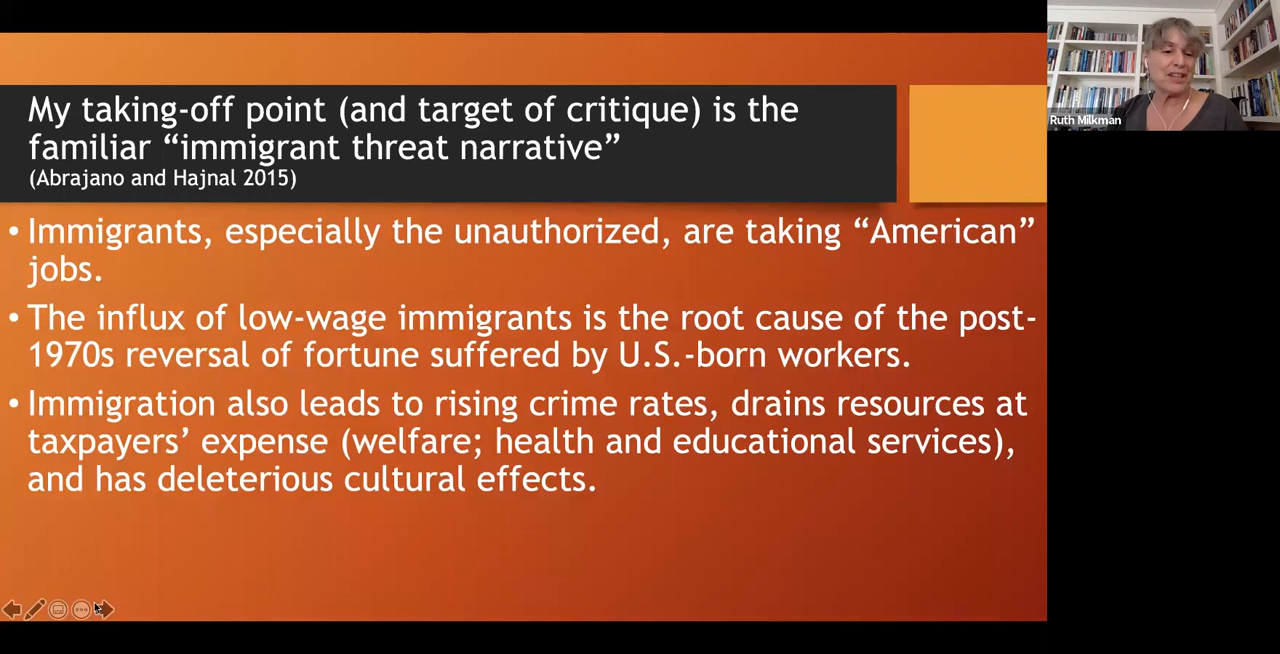 My taking-off point (and target of critique) is the
familiar “immigrant threat narrative”
(Abrajano and Hajnal 2015)
• Immigrants, especially the unauthorized, are taking “American”
jobs.
• The influx of low-wage immigrants is the root cause of the post-
1970s reversal of fortune suffered by U.S.-born workers.
• Immigration also leads to rising crime rates, drains resources at
taxpayers’ expense (welfare; health and educational services),
and has deleterious cultural effects.
Ruth Milkman